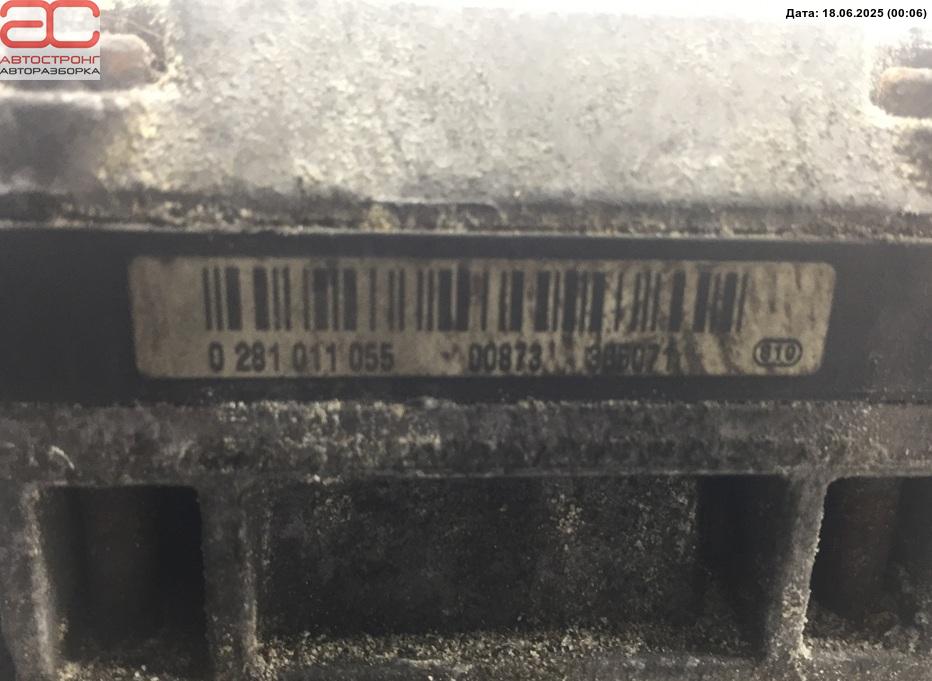 Дата: 18.06.2025 (00:06)
ac
АВТОСТРОНГ
АВТОРАЗБОРКА
0 281 011 055 00873